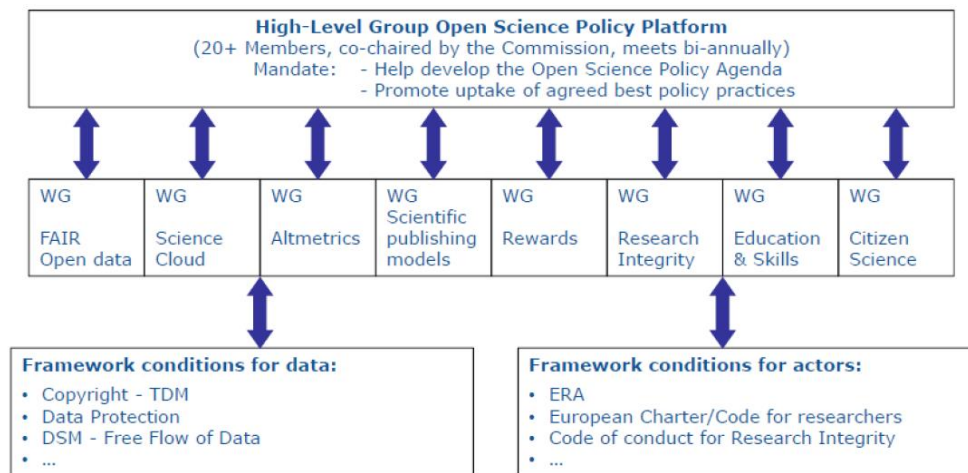 High-Level Group Open Science Policy Platform
(20+ Members, co-chaired by the Commission, meets bi-annually)
Mandate: - Help develop the Open Science Policy Agenda
- Promote uptake of agreed best policy practices
WG
FAIR
Open data
WG
Science
Cloud
WG
Altmetrics
WG
Scientific
publishing
models
WG
Rewards
WG
Research
Integrity
WG
Education
& Skills
WG
Citizen
Science
Framework conditions for data:
• Copyright - TDM
• Data Protection
• DSM - Free Flow of Data
• ...
Framework conditions for actors:
• ERA
• European Charter/Code for researchers
• Code of conduct for Research Integrity
• ...